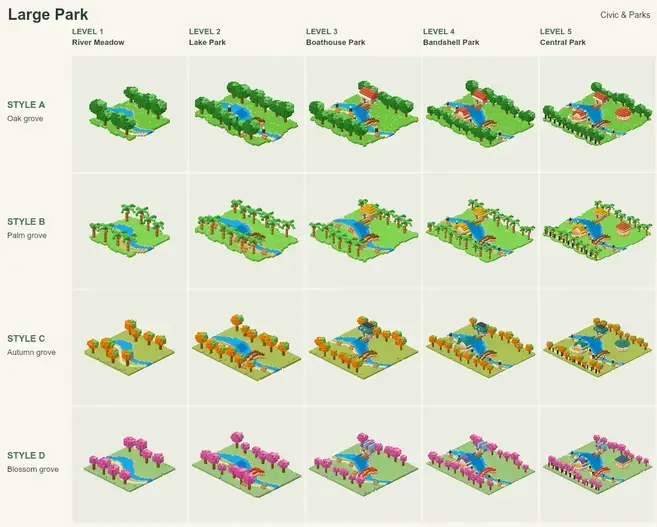 Large Park
Civic & Parks
LEVEL 1
River Meadow
LEVEL 2
Lake Park
LEVEL 3
Boathouse Park
LEVEL 4
Bandshell Park
LEVEL 5
Central Park
STYLE A
Oak grove
STYLE B
Palm grove
STYLE C
Autumn grove
STYLE D
Blossom grove